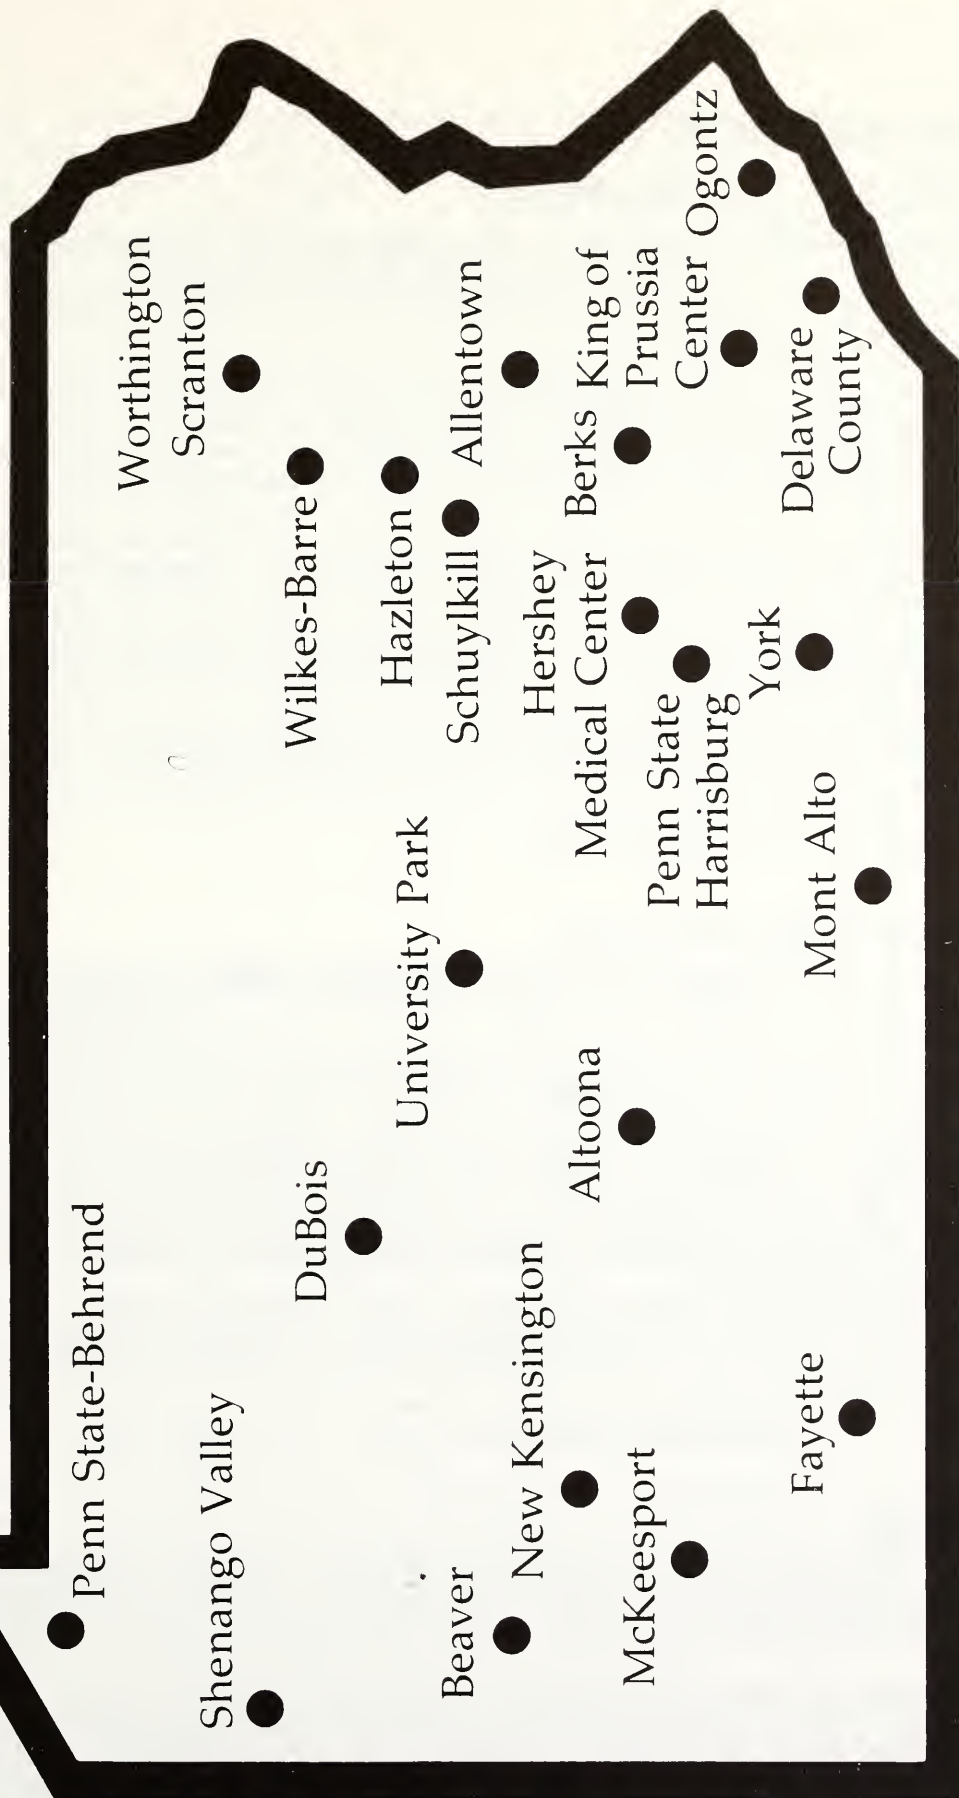 Penn State-Behrend
Shenango Valley
DuBois
Beaver
New Kensington
McKeesport
Fayette
Altoona
University Park
Mont Alto
Worthington
Scranton
Wilkes-Barre
Hazleton
Schuylkill
Allentown
Hershey
Medical Center
Penn State
Harrisburg
York
Berks
King of
Prussia
Center
Ogontz
Delaware
County